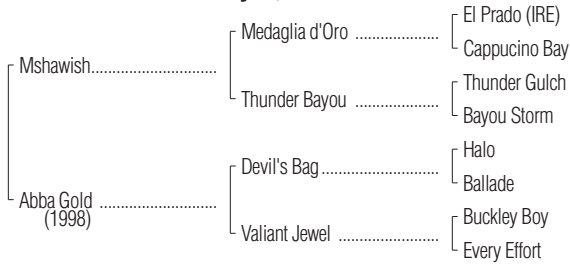 El Prado (IRE)
Medaglia d'Oro ....................
Cappucino Bay
Mshawish..............................
Thunder Gulch
Thunder Bayou ....................
Bayou Storm
Halo
Devil's Bag............................
Ballade
Abba Gold ............................
(1998)
Buckley Boy
Valiant Jewel ........................
Every Effort